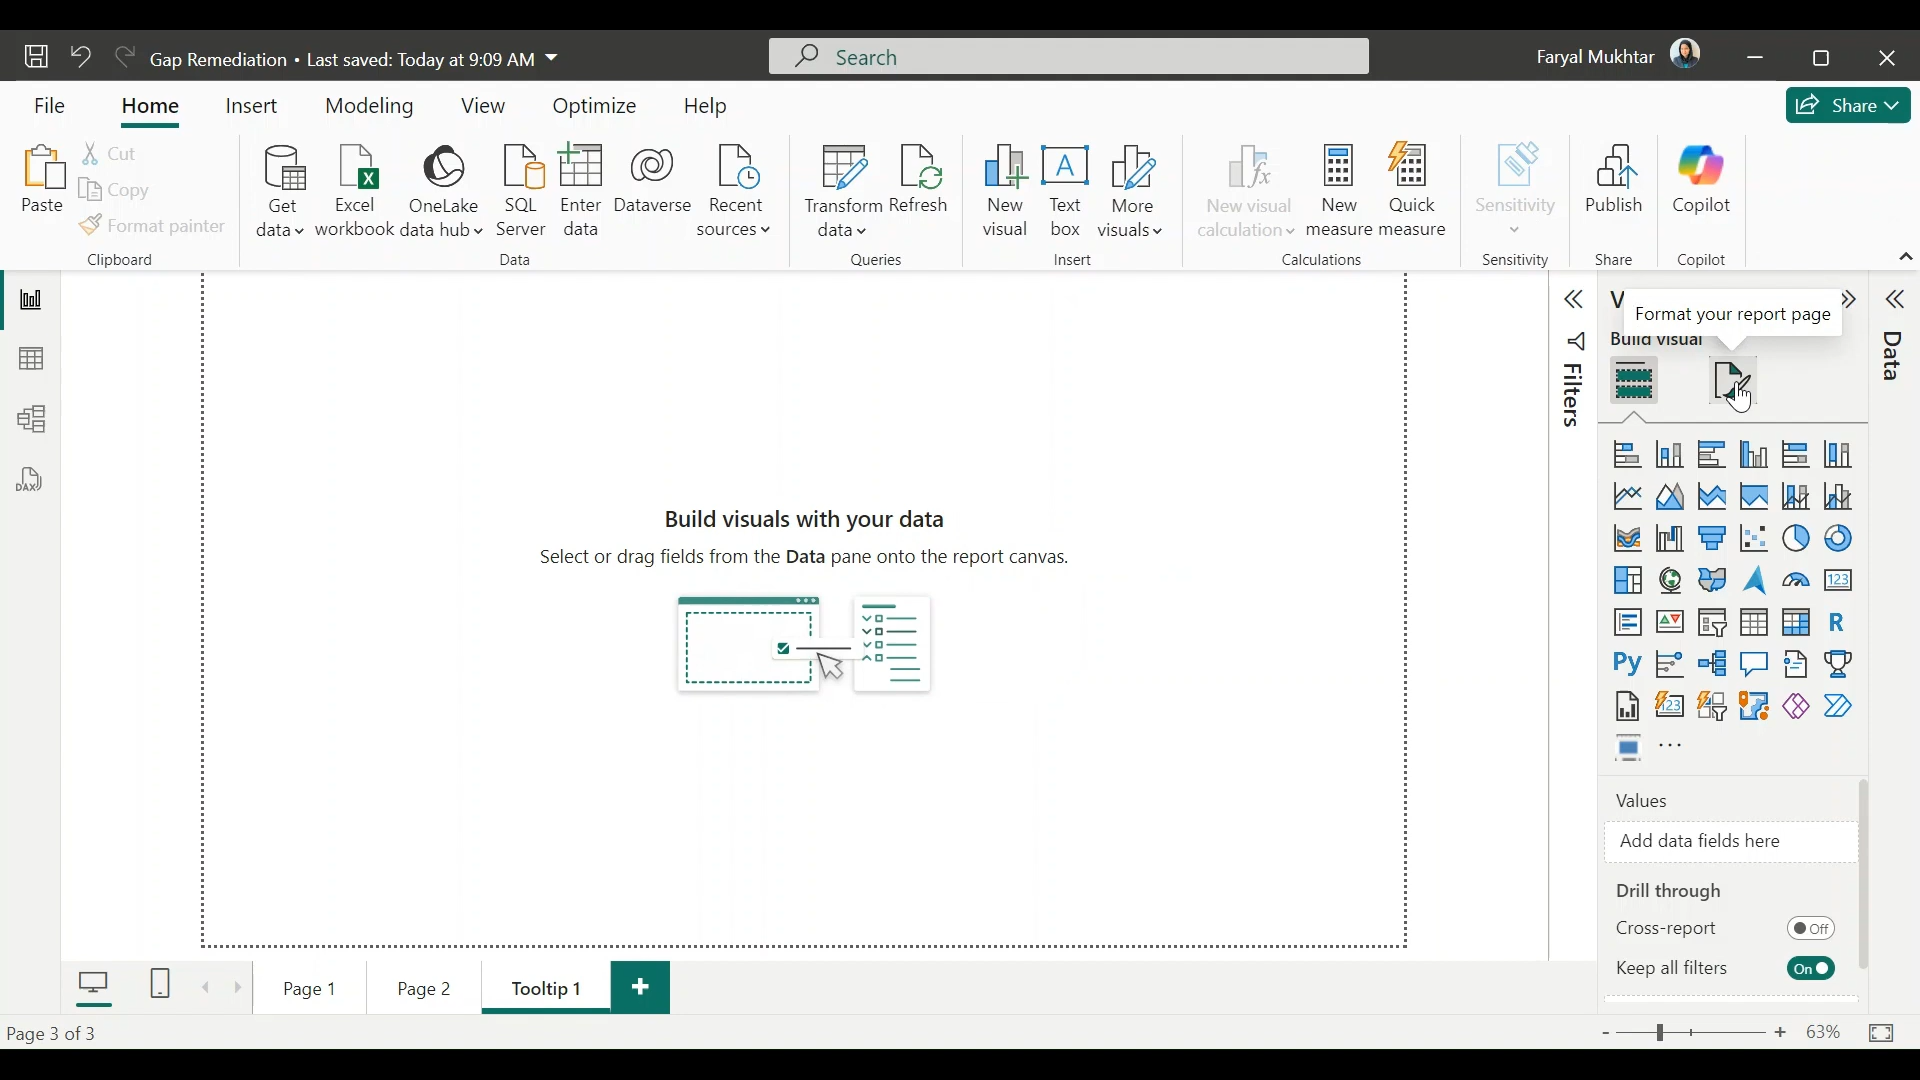 Gap Remediation • Last saved: Today at 9:09 AM
Search
Faryal Mukhtar
File
Home
Insert
Modeling
View
Optimize
Help
Share
Paste
Cut
Copy
Format painter
Clipboard
Get data
Excel workbook
OneLake data hub
SQL Server
Enter data
Dataverse
Recent sources
Data
Transform data
Refresh
Queries
New visual
Text box
More visuals
Insert
New visual calculation
New measure
Quick measure
Calculations
Sensitivity
Sensitivity
Publish
Share
Copilot
Copilot
DAX
Build visuals with your data
Select or drag fields from the Data pane onto the report canvas.
Filters
Format your report page
Build visual
Data
123
R
Py
123
Values
Add data fields here
Drill through
Cross-report
Off
Keep all filters
On
Page 1
Page 2
Tooltip 1
Page 3 of 3
63%